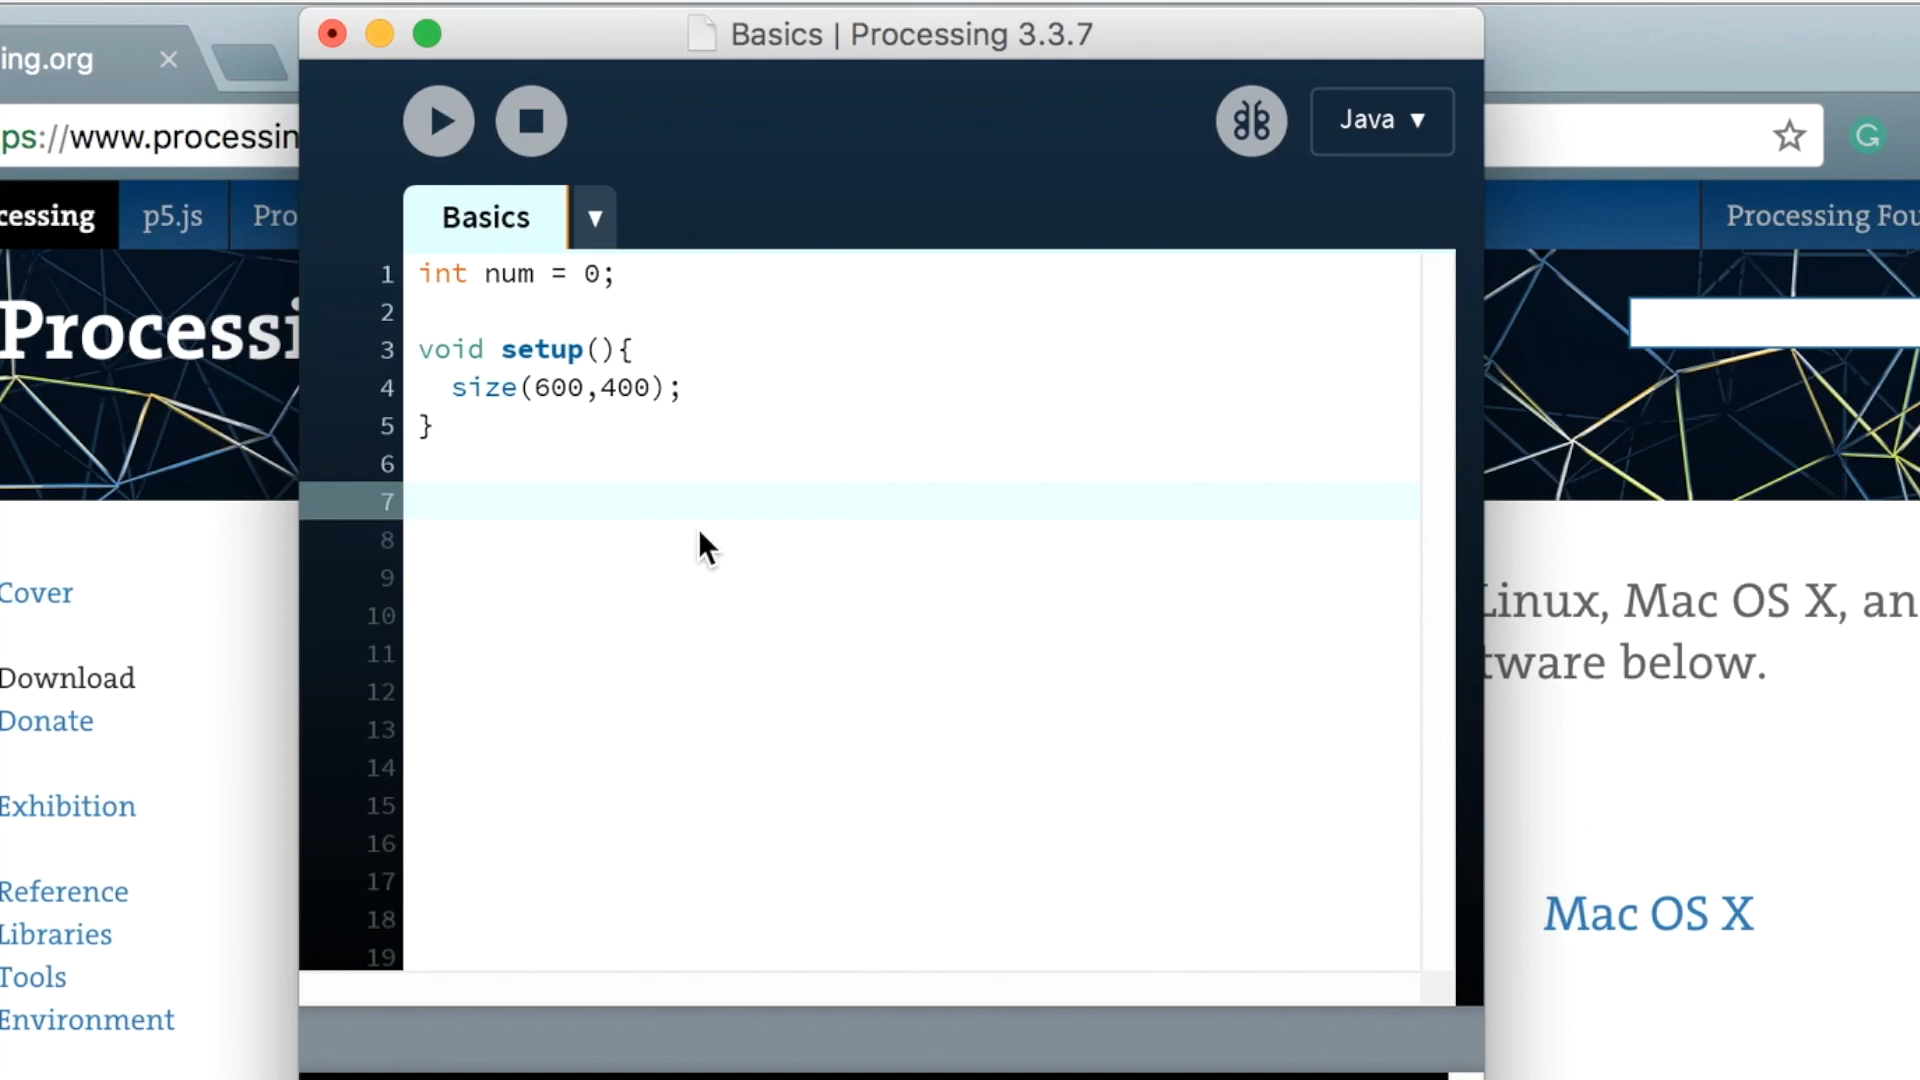 Basics | Processing 3.3.7
ing.org
ps://www.processin
Java
cessing
p5.js
Pro
Processing Fou
Basics
Processi
1 int num = 0;
2
3 void setup(){
4 size(600,400);
5 }
6
7
8
9
10
11
12
13
14
15
16
17
18
19
Cover
Download
Donate
Exhibition
Reference
Libraries
Tools
Environment
Linux, Mac OS X, an
tware below.
Mac OS X